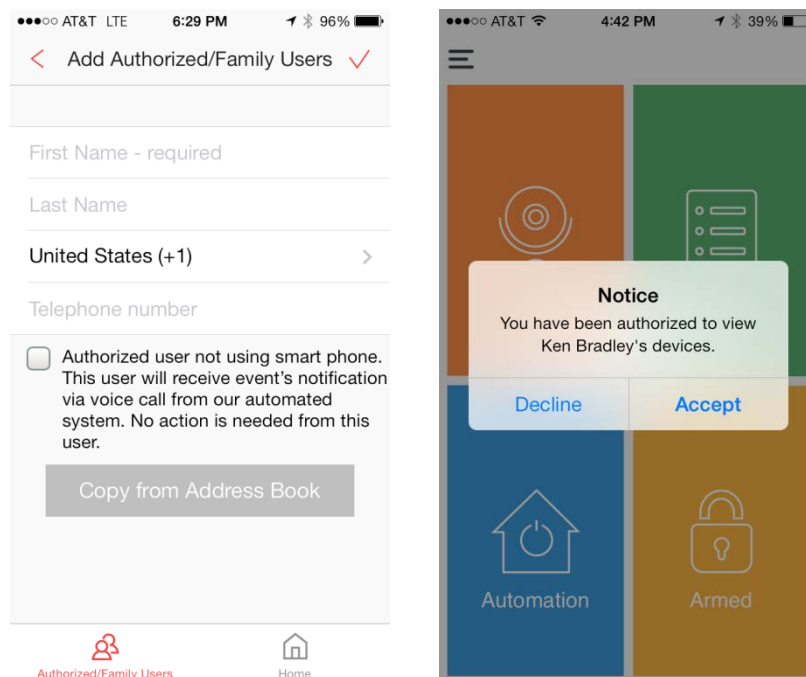 AT&T LTE 6:29 PM 96%
Add Authorized/Family Users
First Name - required
Last Name
United States (+1)
Telephone number
Authorized user not using smart phone.
This user will receive event's notification
via voice call from our automated
system. No action is needed from this
user.
Copy from Address Book
Authorized/Family Users
Home
AT&T 4:42 PM 39%
Notice
You have been authorized to view
Ken Bradley's devices.
Decline
Accept
Automation
Armed